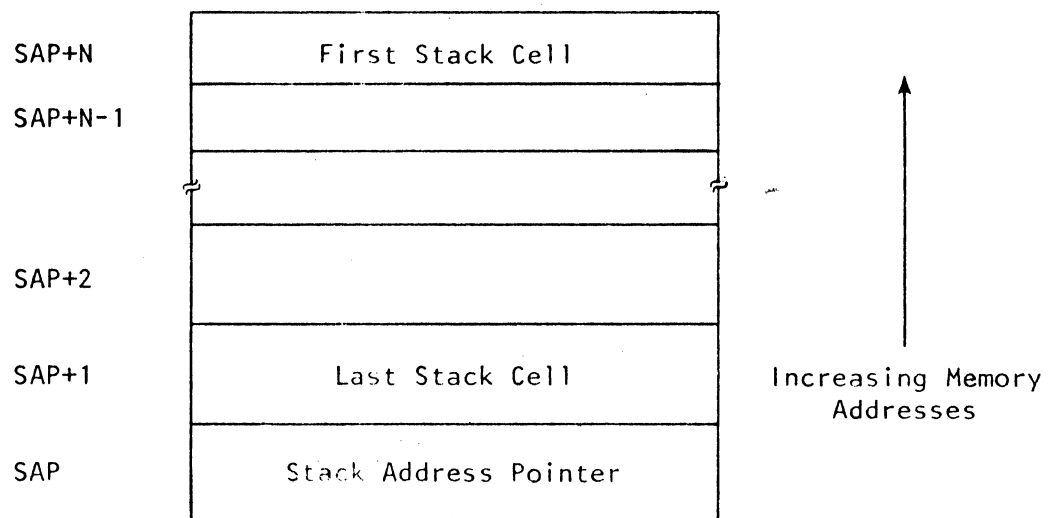 SAP+N First Stack Cell
SAP+N-1
SAP+2
SAP+1 Last Stack Cell
Increasing Memory
Addresses
SAP Stack Address Pointer